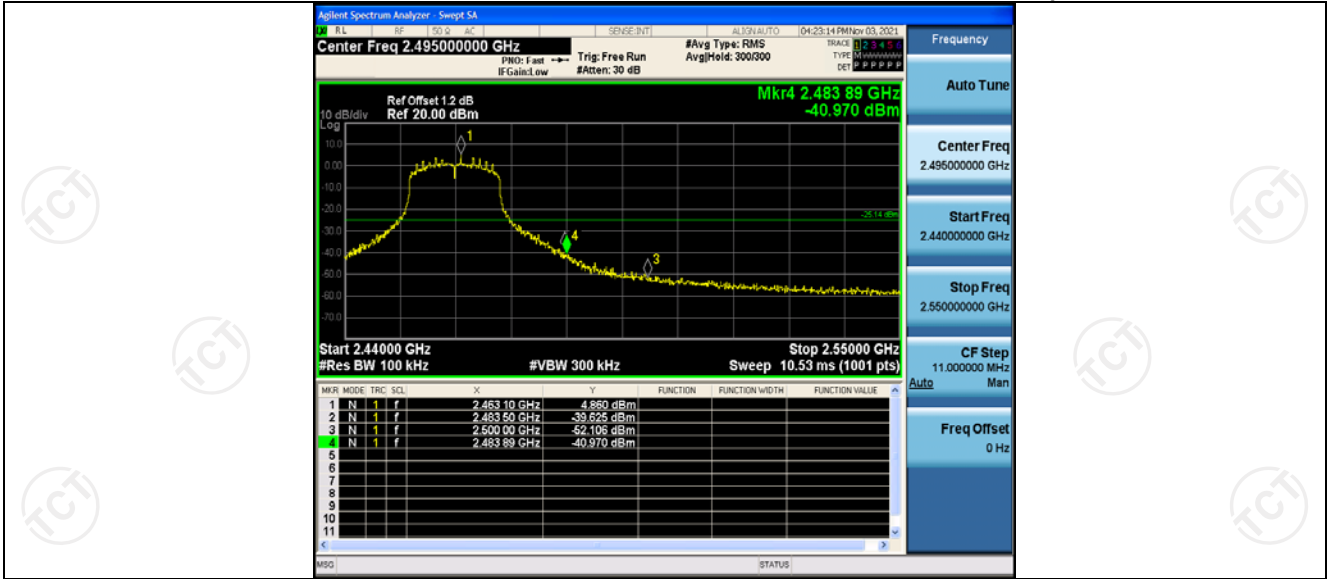 Agilent Spectrum Analyzer - Swept SA
RL RF 50 Ω AC SENSE:INT ALIGNAUTO 04:23:14 PM Nov 03, 2021
Center Freq 2.495000000 GHz
PNO: Fast
IFGain:Low
Trig: Free Run
#Atten: 30 dB
#Avg Type: RMS
Avg|Hold: 300/300
TRACE 1 2 3 4 5 6
TYPE M
DET P P P P P P
Mkr4 2.483 89 GHz
-40.970 dBm
Ref Offset 1.2 dB
10 dB/div Ref 20.00 dBm
Log
10.0
0.00
-10.0
-20.0
-30.0
-40.0
-50.0
-60.0
-70.0
1
4
3
-25.14 dBm
Start 2.44000 GHz Stop 2.55000 GHz
#Res BW 100 kHz #VBW 300 kHz Sweep 10.53 ms (1001 pts)
MKR MODE TRC SCL X Y FUNCTION FUNCTION WIDTH FUNCTION VALUE
1 N 1 f 2.463 10 GHz 4.860 dBm
2 N 1 f 2.483 50 GHz -39.625 dBm
3 N 1 f 2.500 00 GHz -52.106 dBm
4 N 1 f 2.483 89 GHz -40.970 dBm
5
6
7
8
9
10
11
MSG STATUS
Frequency
Auto Tune
Center Freq
2.495000000 GHz
Start Freq
2.440000000 GHz
Stop Freq
2.550000000 GHz
CF Step
11.000000 MHz
Auto Man
Freq Offset
0 Hz
TCT
TCT
TCT
TCT
TCT
TCT